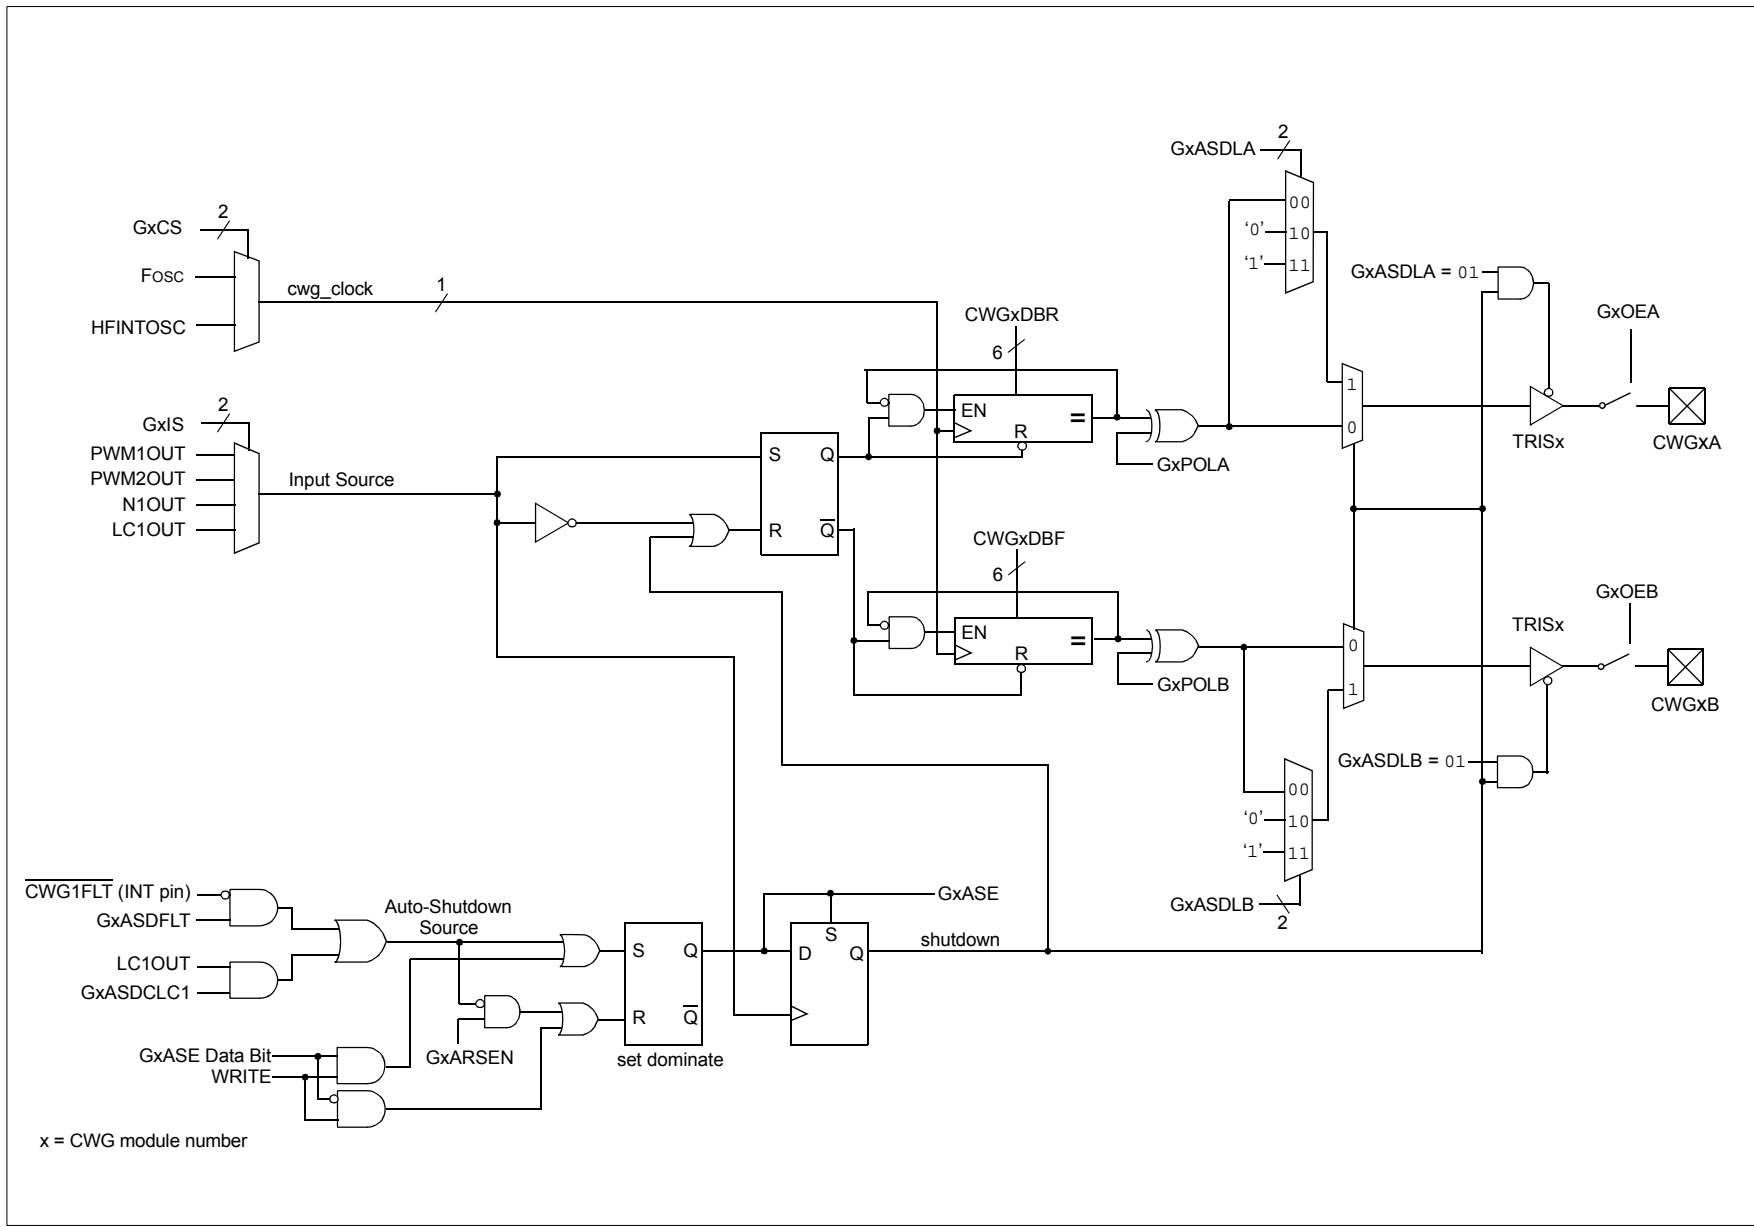 2
GxASDLA
00
'0'
10
'1'
11
2
GxCS
FOSC
HFINTOSC
cwg_clock
1
GxASDLA = 01
GxOEA
CWGxDBR
6
EN
=
R
1
0
TRISx
CWGxA
GxPOLA
2
GxIS
PWM1OUT
PWM2OUT
N1OUT
LC1OUT
Input Source
S
Q
R
Q
CWGxDBF
6
EN
=
R
GxPOLB
0
1
TRISx
GxOEB
CWGxB
GxASDLB = 01
00
'0'
10
'1'
11
GxASDLB
2
CWG1FLT (INT pin)
GxASDFLT
LC1OUT
GxASDCLC1
Auto-Shutdown
Source
GxARSEN
S
Q
R
Q
set dominate
GxASE
S
D
Q
shutdown
GxASE Data Bit
WRITE
x = CWG module number